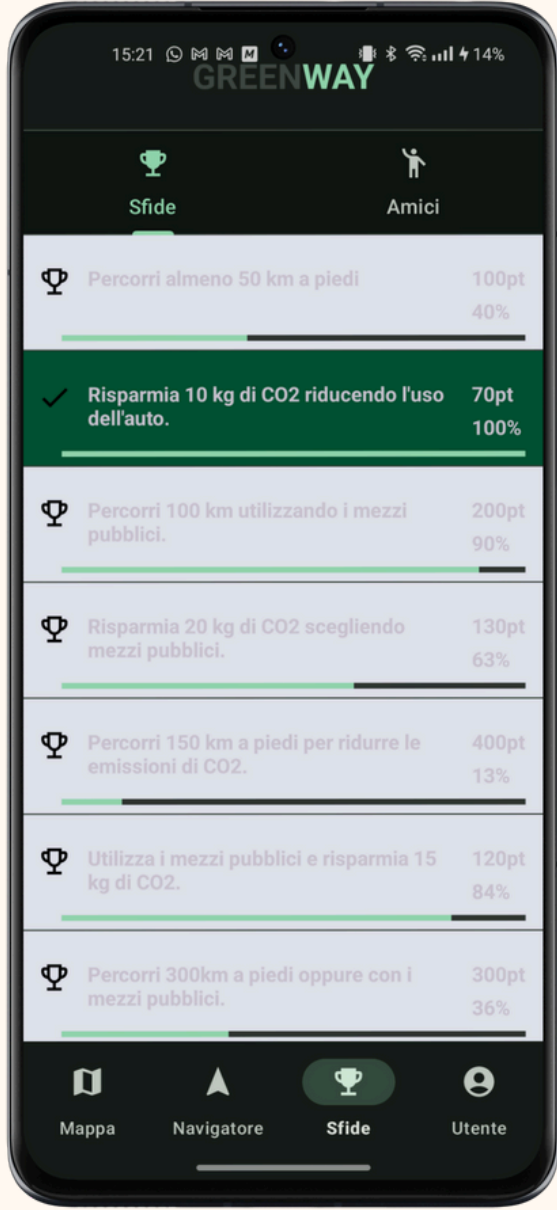 15:21
14%
GREENWAY
Sfide
Amici
Percorri almeno 50 km a piedi
100pt
40%
Risparmia 10 kg di CO2 riducendo l'uso
dell'auto.
70pt
100%
Percorri 100 km utilizzando i mezzi
pubblici.
200pt
90%
Risparmia 20 kg di CO2 scegliendo
mezzi pubblici.
130pt
63%
Percorri 150 km a piedi per ridurre le
emissioni di CO2.
400pt
13%
Utilizza i mezzi pubblici e risparmia 15
kg di CO2.
120pt
84%
Percorri 300km a piedi oppure con i
mezzi pubblici.
300pt
36%
Mappa
Navigatore
Sfide
Utente